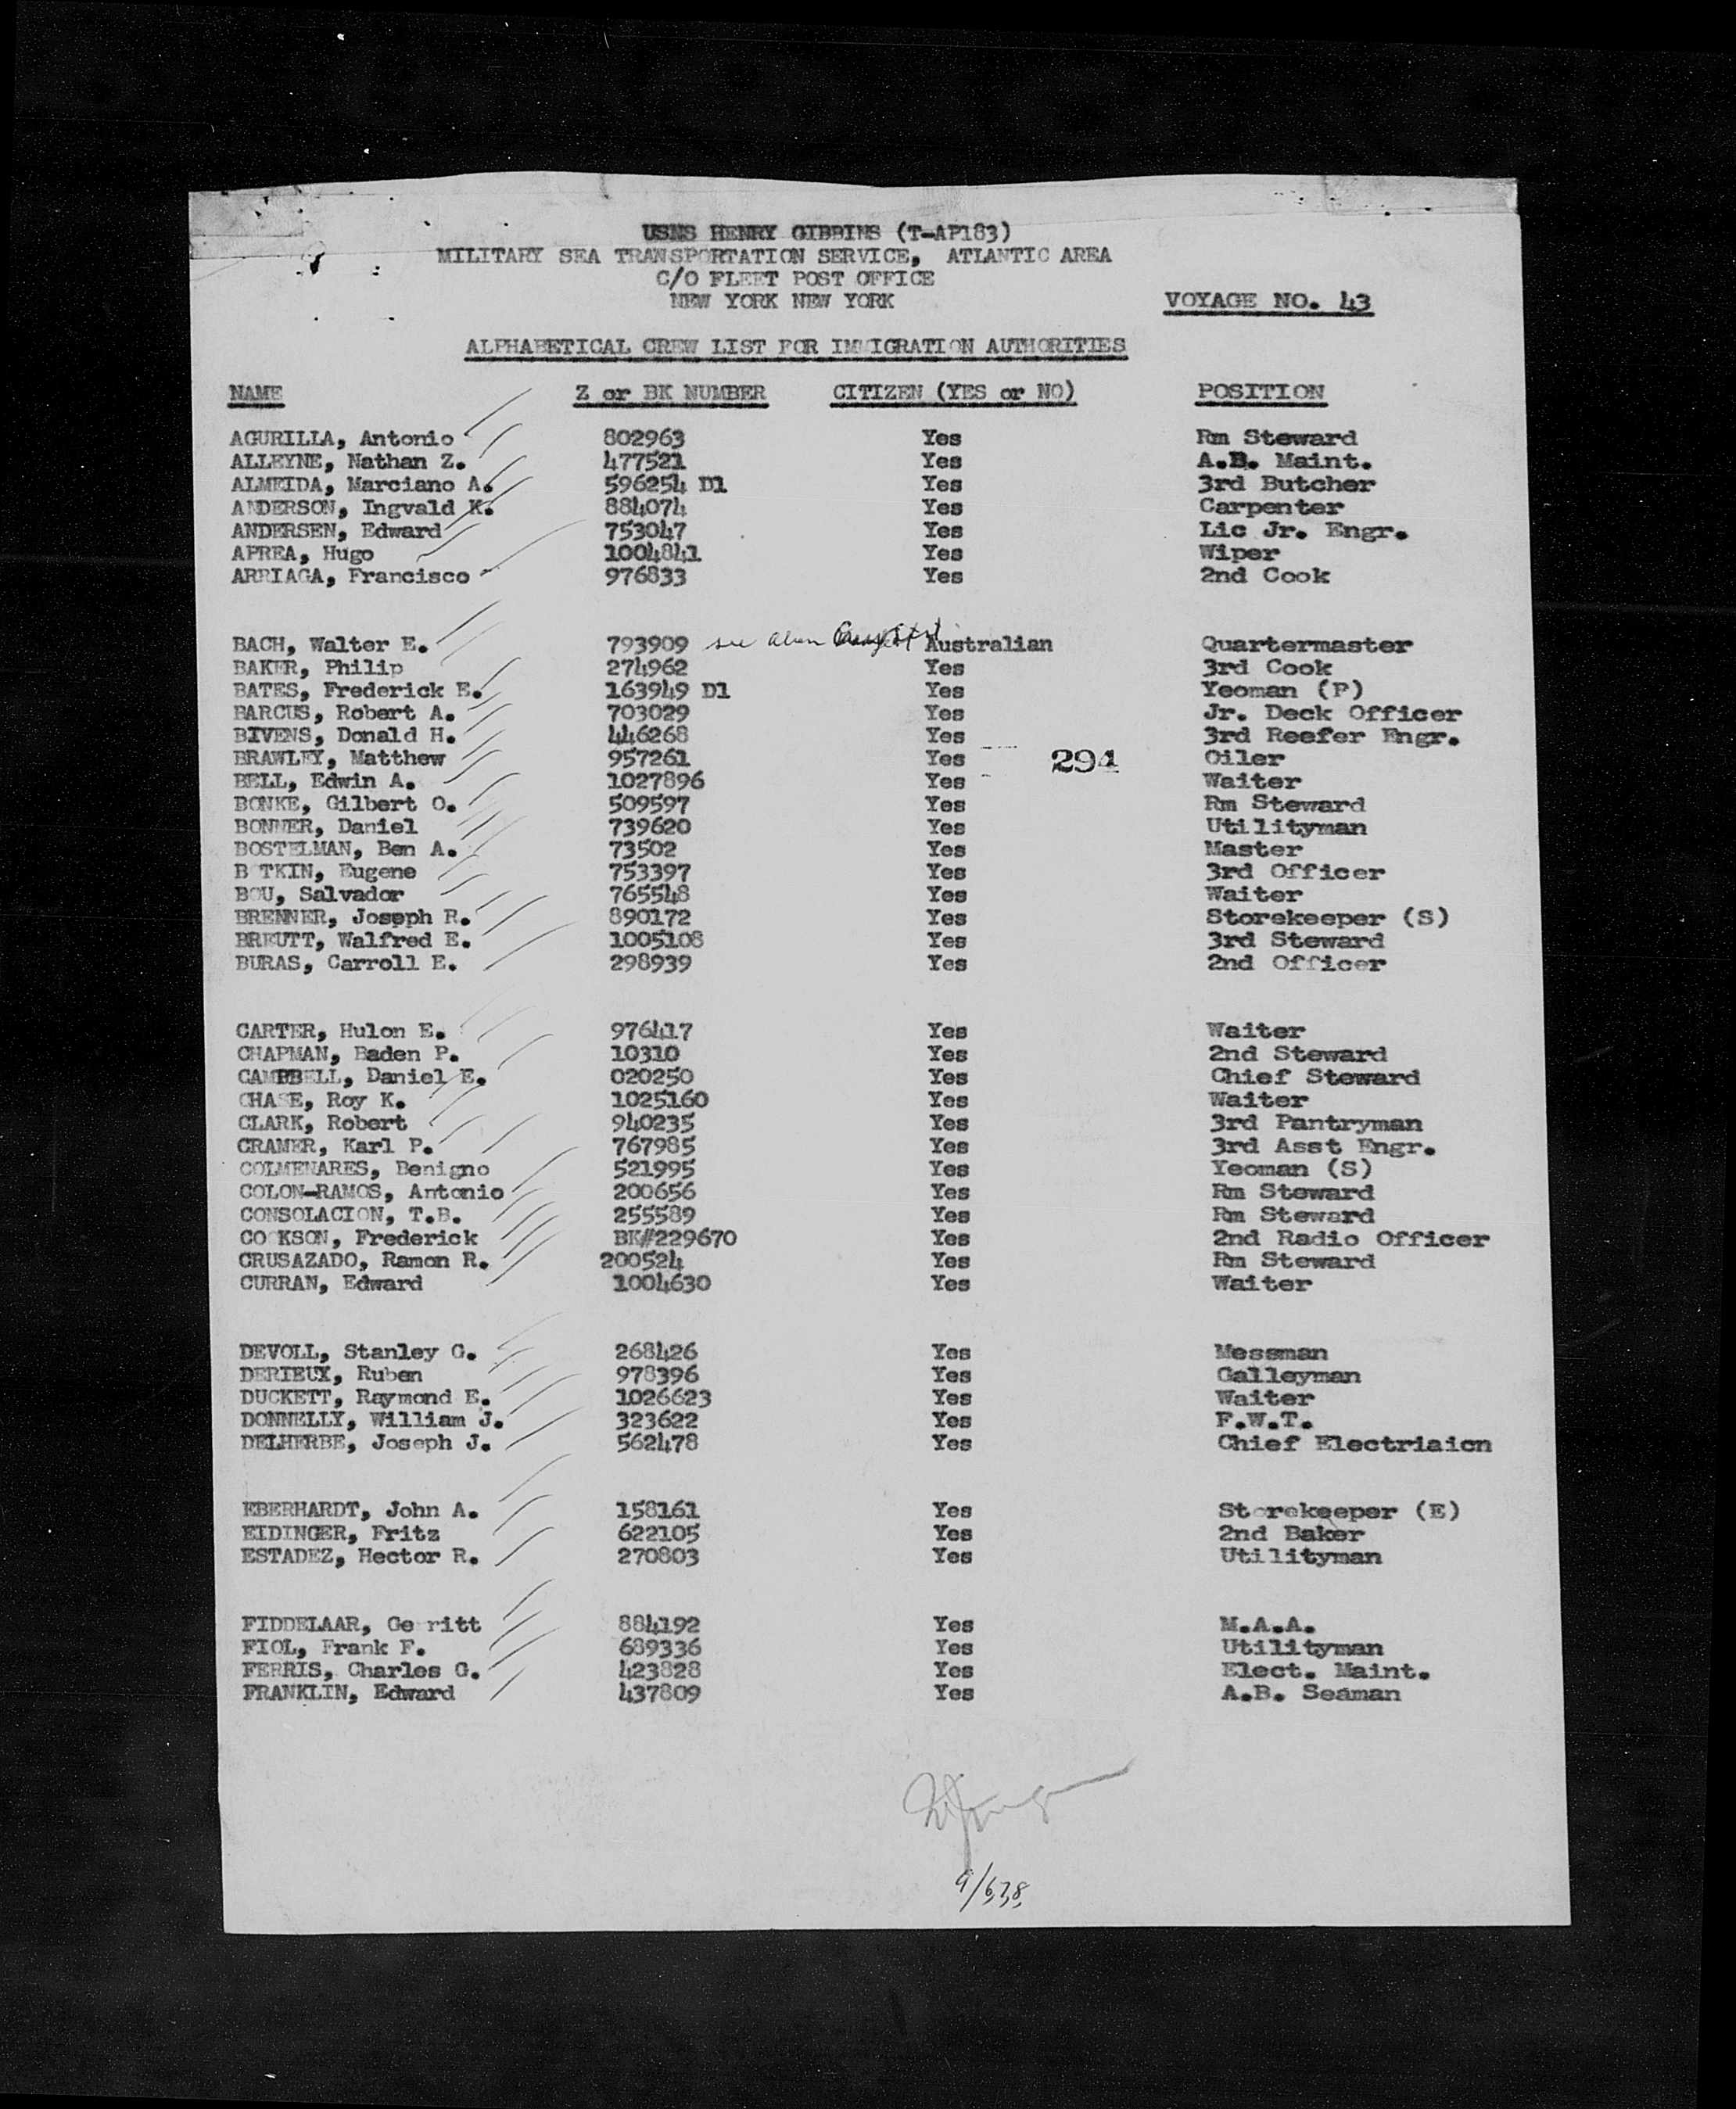 USNS HENRY GIBBINS (T-AP183)
MILITARY SEA TRANSPORTATION SERVICE, ATLANTIC AREA
C/O FLEET POST OFFICE
NEW YORK NEW YORK
VOYAGE NO. 43
ALPHABETICAL CREW LIST FOR IMMIGRATION AUTHORITIES
NAME Z or BK NUMBER CITIZEN (YES or NO) POSITION
AGURILLA, Antonio 802963 Yes Rm Steward
ALLEYNE, Nathan Z. 477521 Yes A.B. Maint.
ALMEIDA, Marciano A. 596254 D1 Yes 3rd Butcher
ANDERSON, Ingvald K. 884074 Yes Carpenter
ANDERSEN, Edward 753047 Yes Lic Jr. Engr.
APREA, Hugo 1004841 Yes Wiper
ARRIAGA, Francisco 976833 Yes 2nd Cook
BACH, Walter E. 793909 see alien Australian Quartermaster
BAKER, Philip 274962 Yes 3rd Cook
BATES, Frederick E. 163949 D1 Yes Yeoman (P)
BARCUS, Robert A. 703029 Yes Jr. Deck Officer
BIVENS, Donald H. 446268 Yes 3rd Reefer Engr.
BRAWLEY, Matthew 957261 Yes 294 Oiler
BELL, Edwin A. 1027896 Yes Waiter
BONKE, Gilbert O. 509597 Yes Rm Steward
BONNER, Daniel 739620 Yes Utilityman
BOSTELMAN, Ben A. 73502 Yes Master
B TKIN, Eugene 753397 Yes 3rd Officer
BOU, Salvador 765548 Yes Waiter
BRENNER, Joseph R. 890172 Yes Storekeeper (S)
BREUTT, Walfred E. 1005108 Yes 3rd Steward
BURAS, Carroll E. 298939 Yes 2nd Officer
CARTER, Hulon E. 976417 Yes Waiter
CHAPMAN, Baden P. 10310 Yes 2nd Steward
CAMPBELL, Daniel E. 020250 Yes Chief Steward
CHASE, Roy K. 1025160 Yes Waiter
CLARK, Robert 940235 Yes 3rd Pantryman
CRAMER, Karl P. 767985 Yes 3rd Asst Engr.
COLMENARES, Benigno 521995 Yes Yeoman (S)
COLON-RAMOS, Antonio 200656 Yes Rm Steward
CONSOLACION, T.B. 255589 Yes Rm Steward
COOKSON, Frederick BK#229670 Yes 2nd Radio Officer
CRUSAZADO, Ramon R. 200524 Yes Rm Steward
CURRAN, Edward 1004630 Yes Waiter
DEVOLL, Stanley G. 268426 Yes Messman
DERIEUX, Ruben 978396 Yes Galleyman
DUCKETT, Raymond E. 1026623 Yes Waiter
DONNELLY, William J. 323622 Yes F.W.T.
DELHERBE, Joseph J. 562478 Yes Chief Electriaicn
EBERHARDT, John A. 158161 Yes Storekeeper (E)
EIDINGER, Fritz 622105 Yes 2nd Baker
ESTADEZ, Hector R. 270803 Yes Utilityman
FIDDELAAR, Gerritt 884192 Yes M.A.A.
FIOL, Frank F. 689336 Yes Utilityman
FERRIS, Charles G. 423828 Yes Elect. Maint.
FRANKLIN, Edward 437809 Yes A.B. Seaman
9/6,7,8,